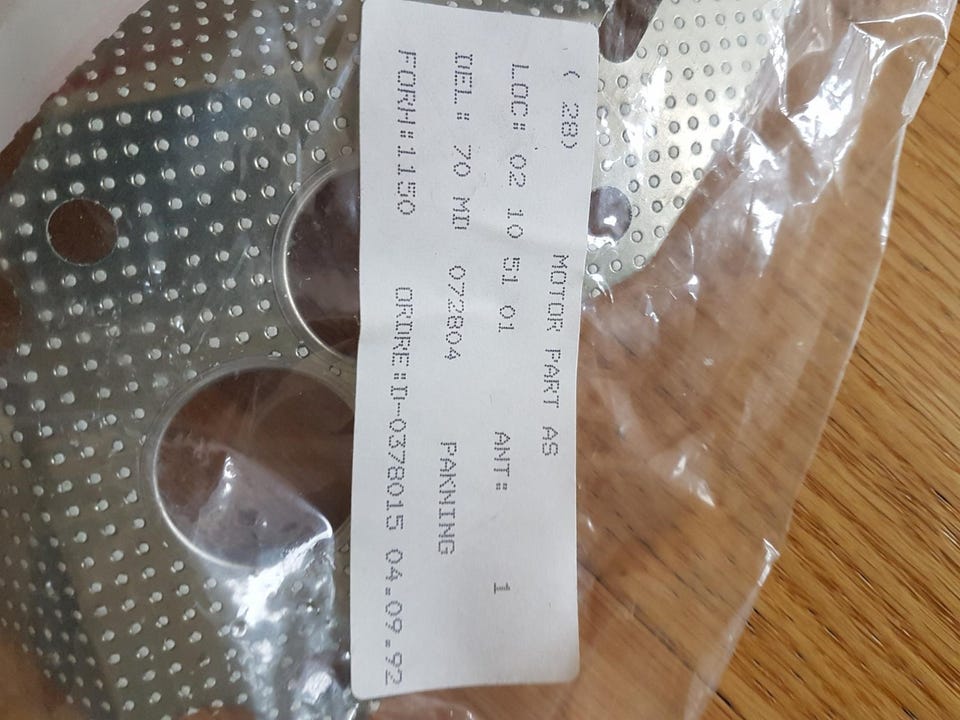 ( 28) MOTOR PART AS
LOC: 02 10 51 01 ANT: 1
DEL: 70 MD 072804 PAKNING
FORH:1150 ORDRE:D-0378015 04.09.92